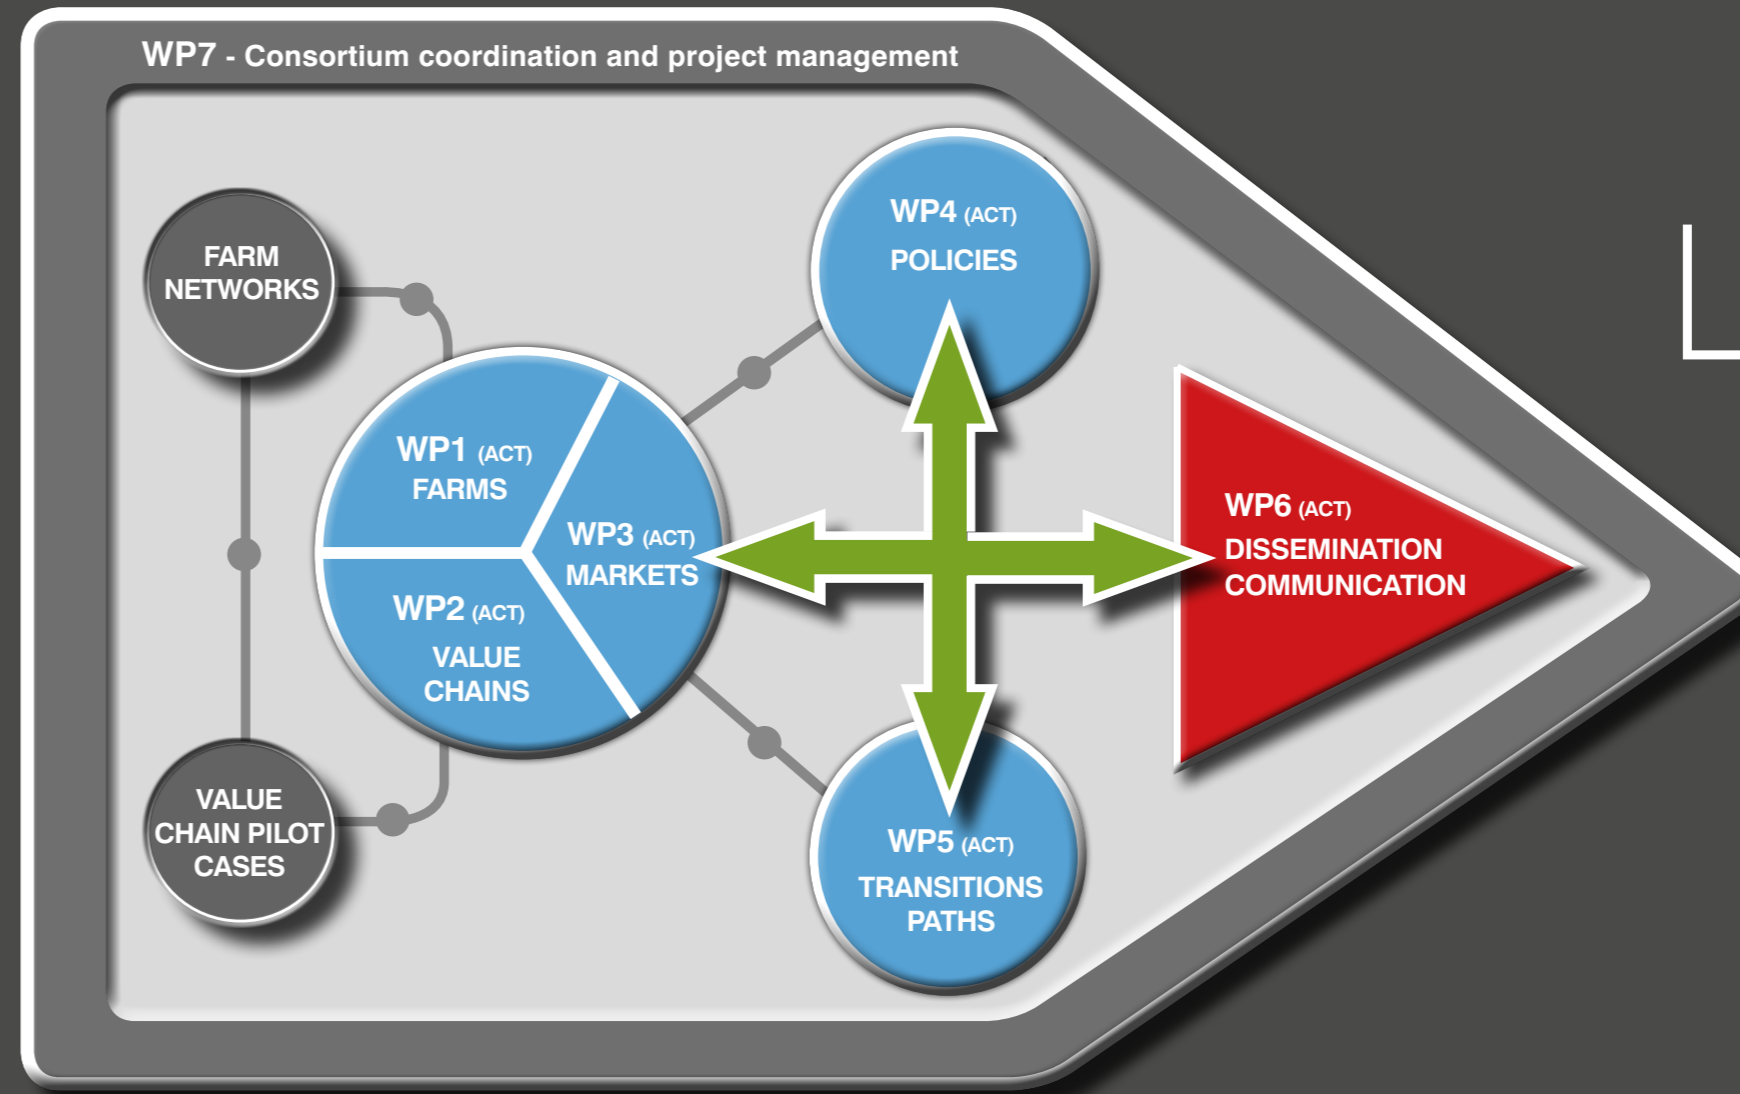 WP7 - Consortium coordination and project management
FARM
NETWORKS
WP4 (ACT)
POLICIES
WP1 (ACT)
FARMS
WP3 (ACT)
MARKETS
WP2 (ACT)
VALUE
CHAINS
WP6 (ACT)
DISSEMINATION
COMMUNICATION
VALUE
CHAIN PILOT
CASES
WP5 (ACT)
TRANSITIONS
PATHS